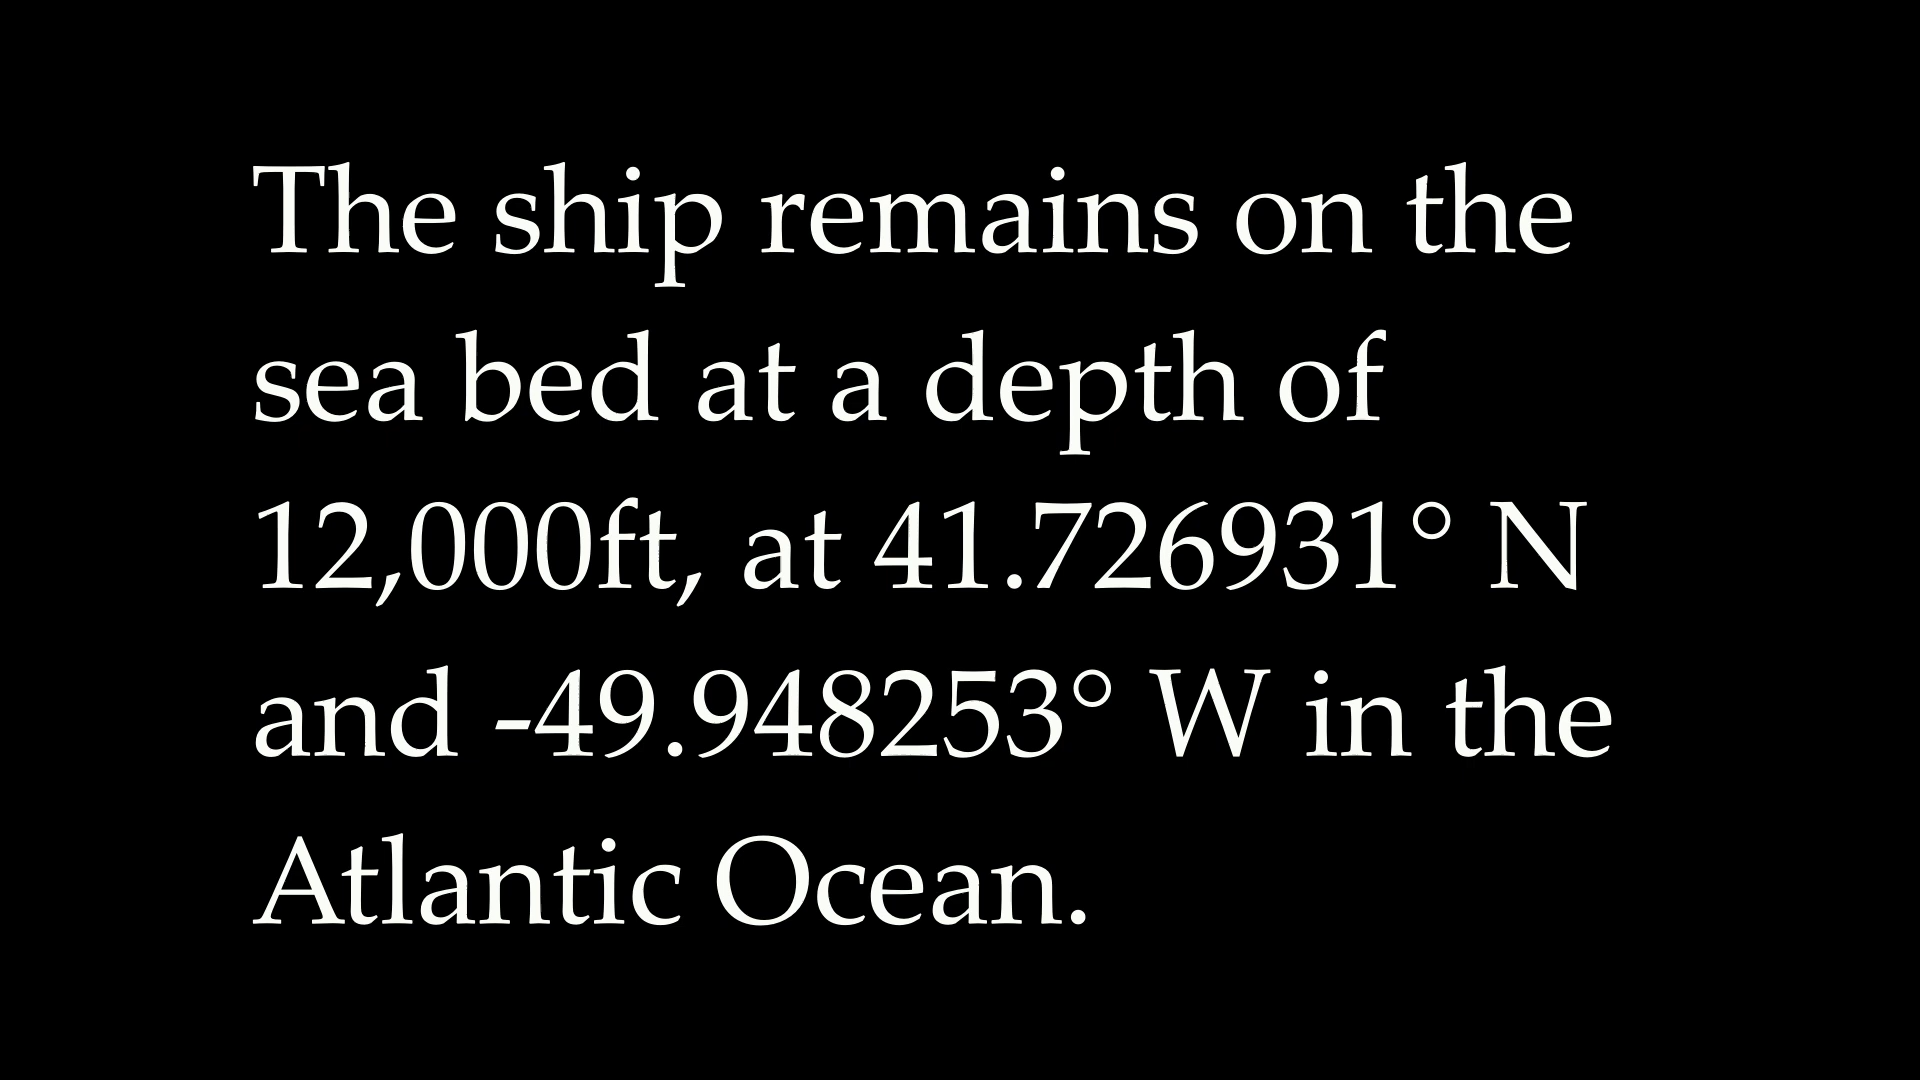 The ship remains on the
sea bed at a depth of
12,000ft, at 41.726931° N
and -49.948253° W in the
Atlantic Ocean.